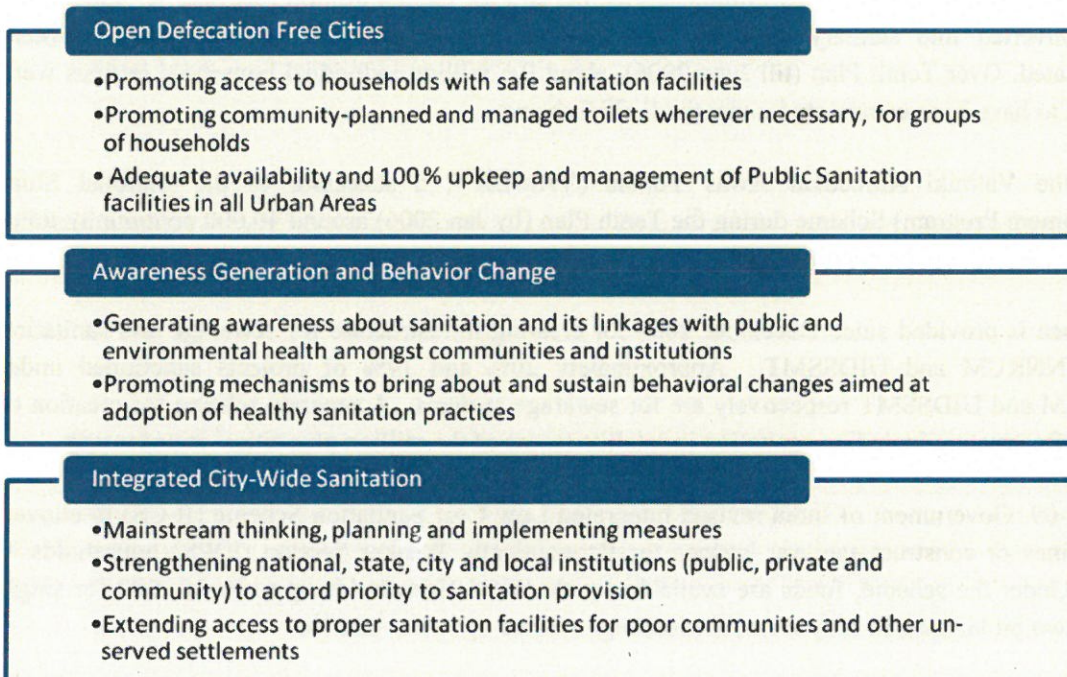 Open Defecation Free Cities
•Promoting access to households with safe sanitation facilities
•Promoting community-planned and managed toilets wherever necessary, for groups
of households
• Adequate availability and 100 % upkeep and management of Public Sanitation
facilities in all Urban Areas
Awareness Generation and Behavior Change
•Generating awareness about sanitation and its linkages with public and
environmental health amongst communities and institutions
•Promoting mechanisms to bring about and sustain behavioral changes aimed at
adoption of healthy sanitation practices
Integrated City-Wide Sanitation
•Mainstream thinking, planning and implementing measures
•Strengthening national, state, city and local institutions (public, private and
community) to accord priority to sanitation provision
•Extending access to proper sanitation facilities for poor communities and other un-
served settlements